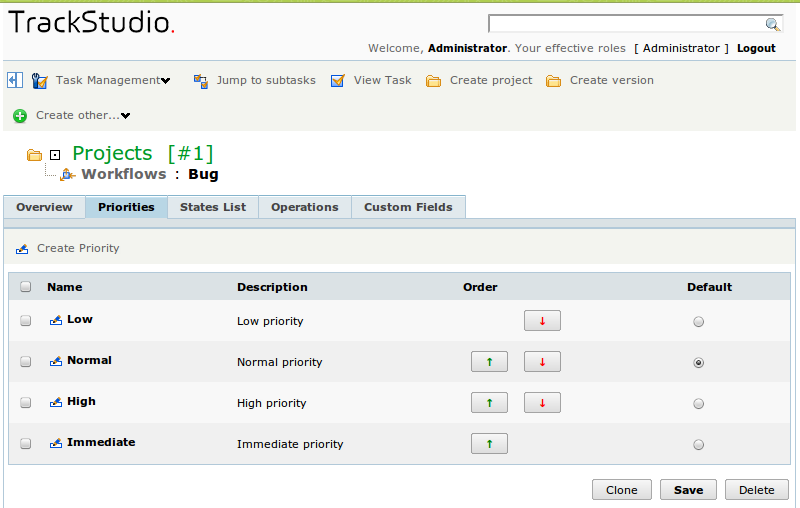 TrackStudio.
Welcome, Administrator. Your effective roles [ Administrator ] Logout
Task Management Jump to subtasks View Task Create project Create version
Create other...
Projects [#1]
Workflows : Bug
Overview Priorities States List Operations Custom Fields
Create Priority
Name Description Order Default
Low Low priority ↓
Normal Normal priority ↑ ↓
High High priority ↑ ↓
Immediate Immediate priority ↑
Clone Save Delete